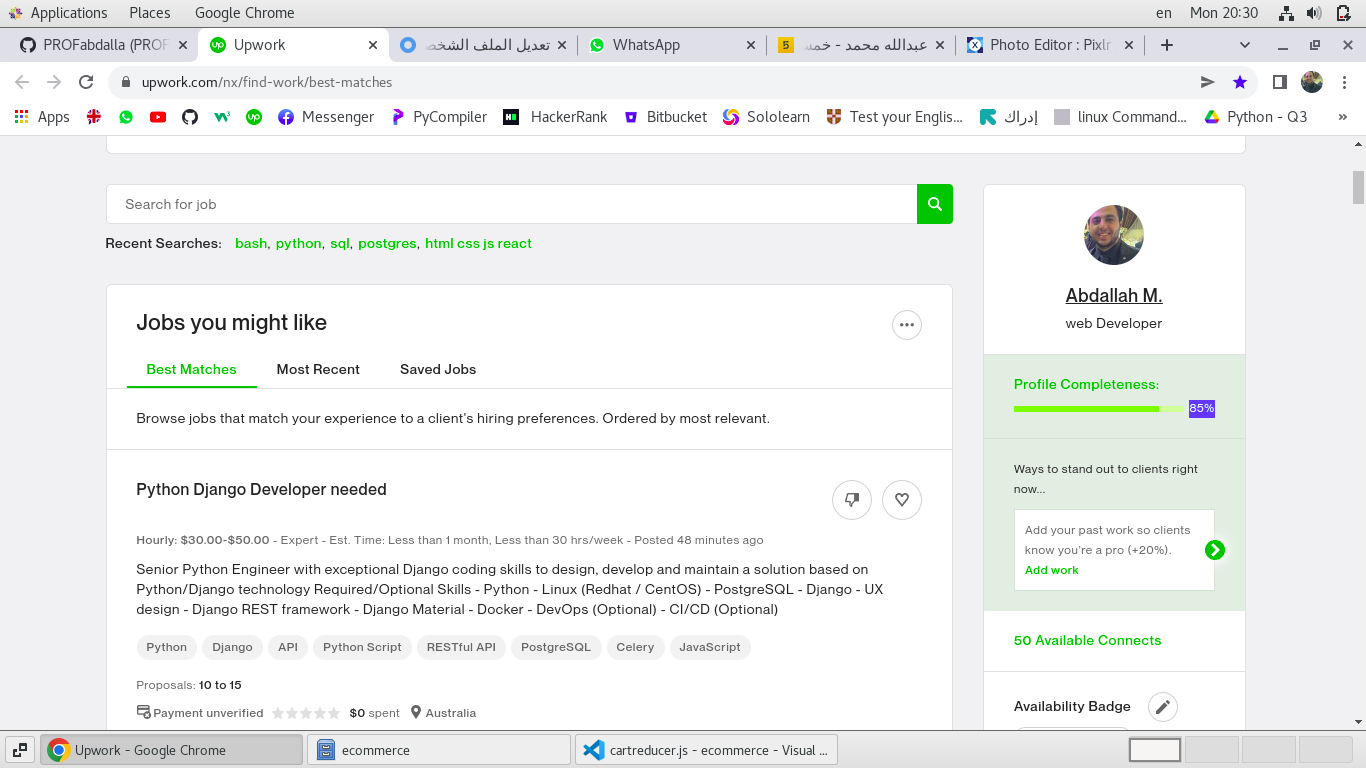 Applications Places Google Chrome en Mon 20:30
PROFabdalla (PROF Upwork تعديل الملف الشخص WhatsApp عبدالله محمد - خمس Photo Editor : Pixlr
upwork.com/nx/find-work/best-matches
Apps Messenger PyCompiler HackerRank Bitbucket Sololearn Test your Englis... إدراك linux Command... Python - Q3 »
Search for job
Recent Searches: bash, python, sql, postgres, html css js react
Jobs you might like
Best Matches Most Recent Saved Jobs
Browse jobs that match your experience to a client's hiring preferences. Ordered by most relevant.
Python Django Developer needed
Hourly: $30.00-$50.00 - Expert - Est. Time: Less than 1 month, Less than 30 hrs/week - Posted 48 minutes ago
Senior Python Engineer with exceptional Django coding skills to design, develop and maintain a solution based on
Python/Django technology Required/Optional Skills - Python - Linux (Redhat / CentOS) - PostgreSQL - Django - UX
design - Django REST framework - Django Material - Docker - DevOps (Optional) - CI/CD (Optional)
Python Django API Python Script RESTful API PostgreSQL Celery JavaScript
Proposals: 10 to 15
Payment unverified $0 spent Australia
Abdallah M.
web Developer
Profile Completeness:
85%
Ways to stand out to clients right
now...
Add your past work so clients
know you're a pro (+20%).
Add work
50 Available Connects
Availability Badge
Upwork - Google Chrome ecommerce cartreducer.js - ecommerce - Visual ...